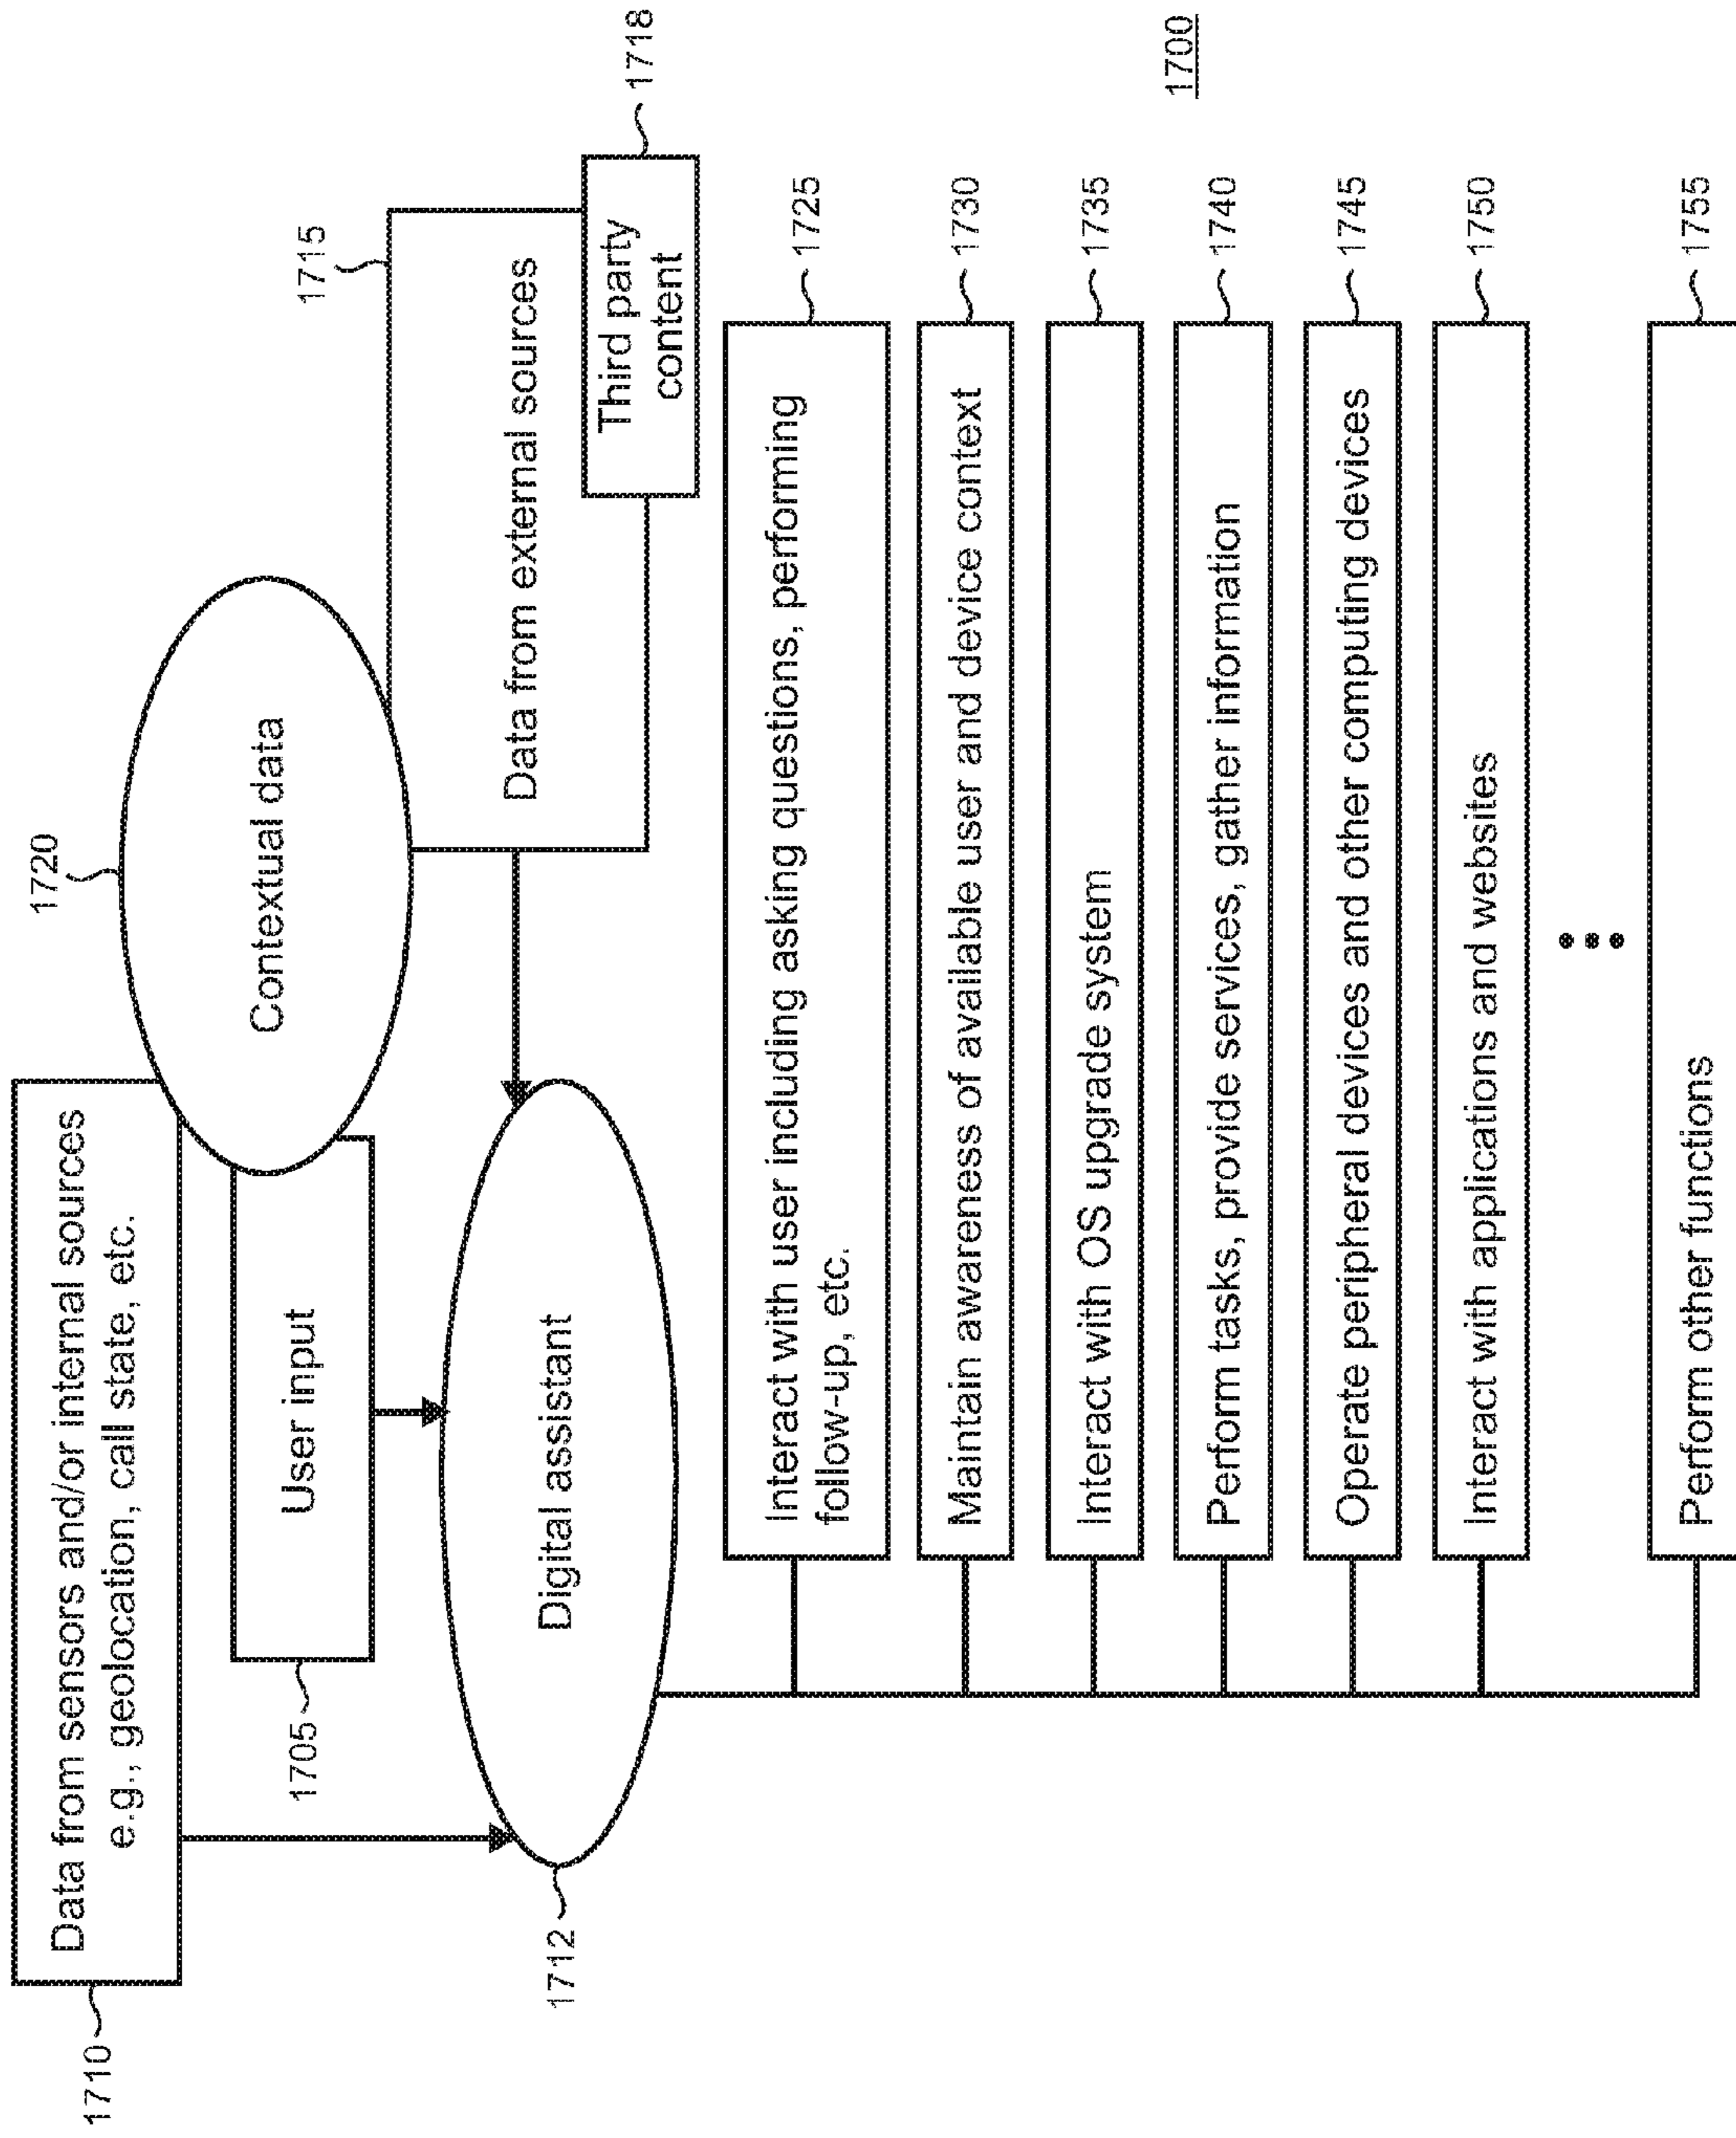 1720
1710
Data from sensors and/or internal sources
e.g., geolocation, call state, etc.
Contextual data
1715
User input
1705
Data from external sources
Third party
content
1718
Digital assistant
1712
Interact with user including asking questions, performing
follow-up, etc.
1725
Maintain awareness of available user and device context
1730
Interact with OS upgrade system
1735
Perform tasks, provide services, gather information
1740
Operate peripheral devices and other computing devices
1745
Interact with applications and websites
1750
Perform other functions
1755
1700